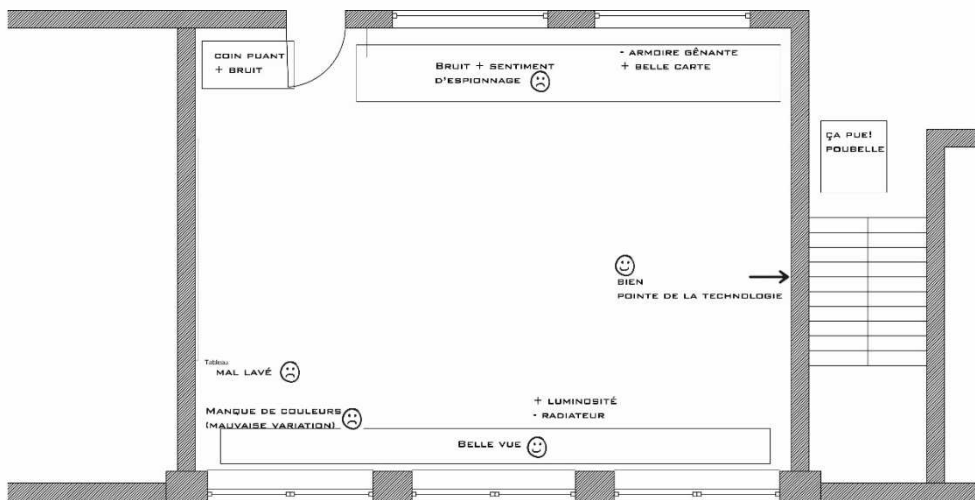 COIN PUANT
+ BRUIT
BRUIT + SENTIMENT
D'ESPIONNAGE
- ARMOIRE GÊNANTE
+ BELLE CARTE
ÇA PUE!
POUBELLE
BIEN
POINTE DE LA TECHNOLOGIE
Tableau
MAL LAVÉ
MANQUE DE COULEURS
(MAUVAISE VARIATION)
+ LUMINOSITÉ
- RADIATEUR
BELLE VUE